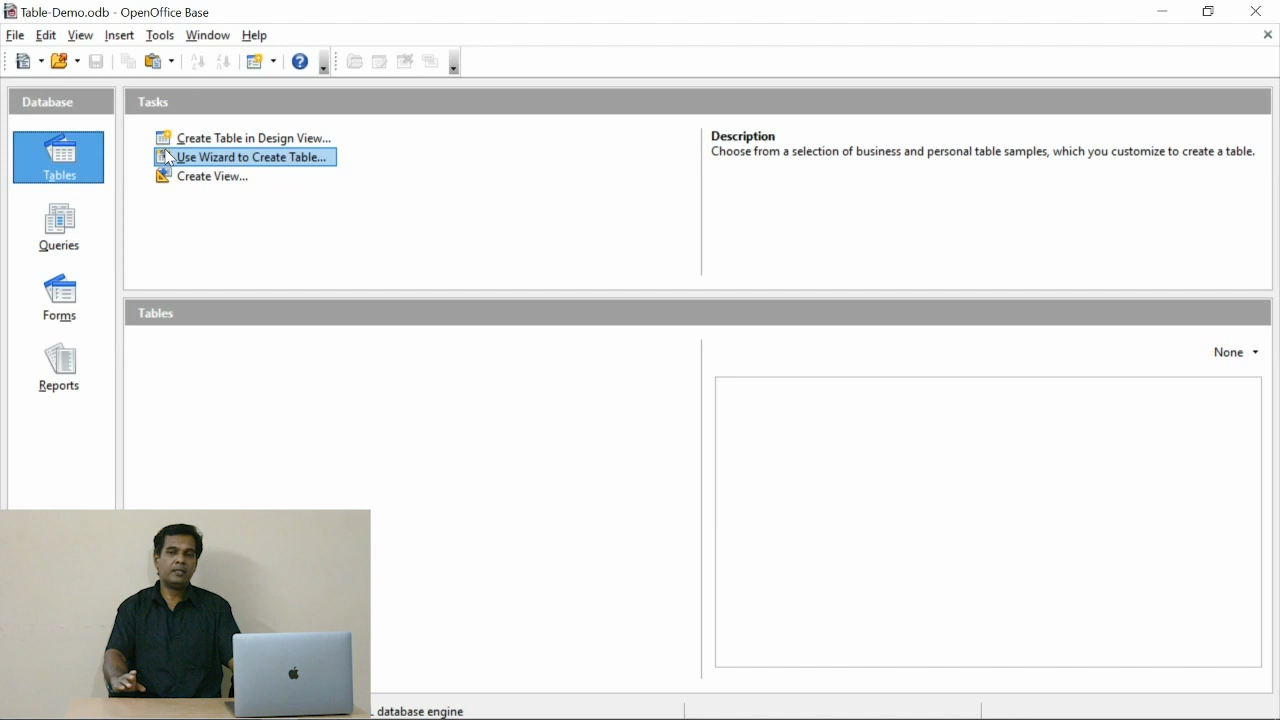 Table-Demo.odb - OpenOffice Base
File Edit View Insert Tools Window Help
Database
Tasks
Tables
Queries
Forms
Reports
Create Table in Design View...
Use Wizard to Create Table...
Create View...
Description
Choose from a selection of business and personal table samples, which you customize to create a table.
Tables
None
database engine